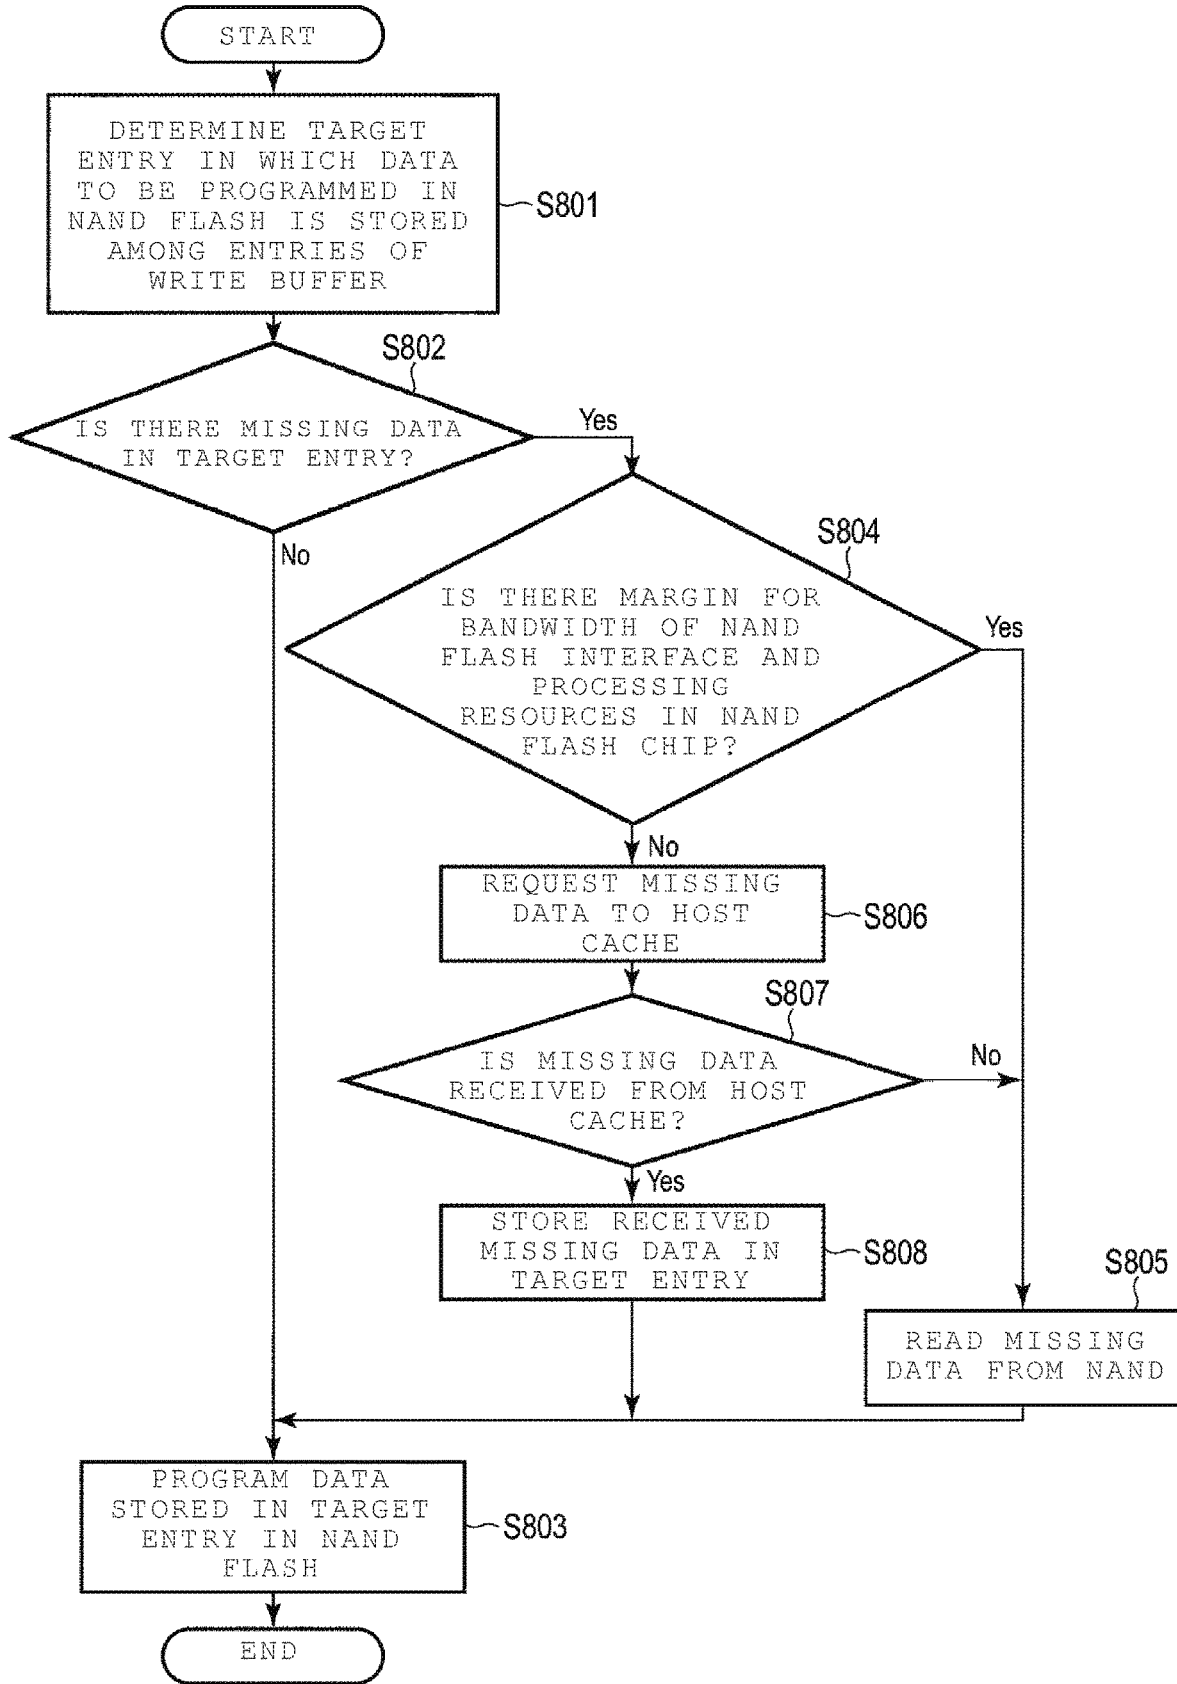 START
DETERMINE TARGET
ENTRY IN WHICH DATA
TO BE PROGRAMMED IN
NAND FLASH IS STORED
AMONG ENTRIES OF
WRITE BUFFER
S801
S802
IS THERE MISSING DATA
IN TARGET ENTRY?
Yes
No
S804
IS THERE MARGIN FOR
BANDWIDTH OF NAND
FLASH INTERFACE AND
PROCESSING
RESOURCES IN NAND
FLASH CHIP?
Yes
No
REQUEST MISSING
DATA TO HOST
CACHE
S806
S807
IS MISSING DATA
RECEIVED FROM HOST
CACHE?
No
Yes
STORE RECEIVED
MISSING DATA IN
TARGET ENTRY
S808
S805
READ MISSING
DATA FROM NAND
PROGRAM DATA
STORED IN TARGET
ENTRY IN NAND
FLASH
S803
END